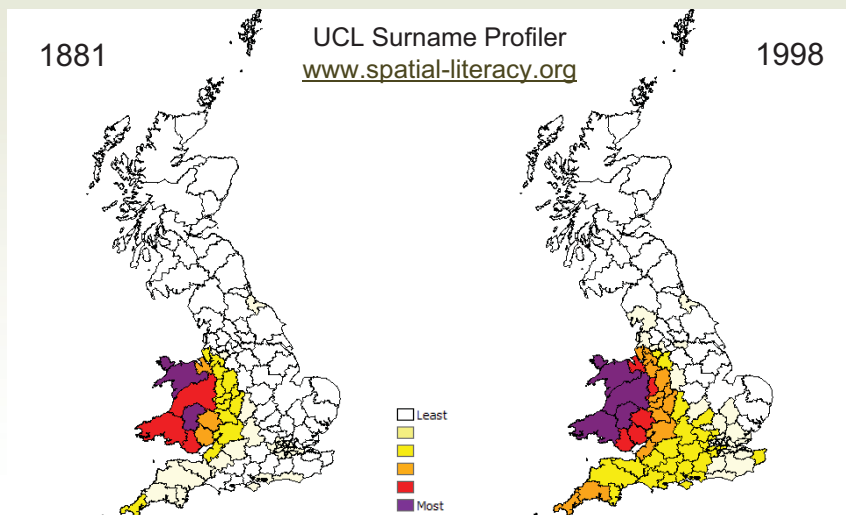 1881
UCL Surname Profiler
www.spatial-literacy.org
1998
Least
Most